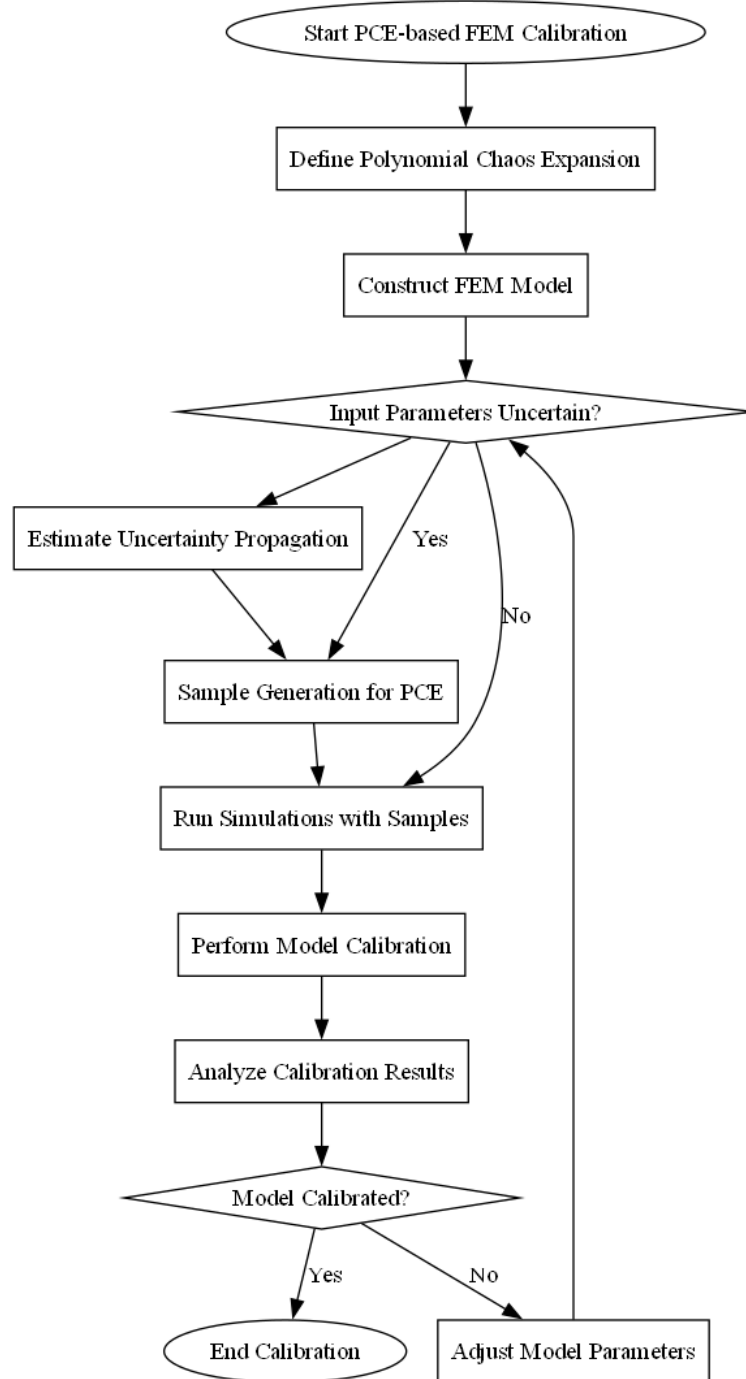 Start PCE-based FEM Calibration
Define Polynomial Chaos Expansion
Construct FEM Model
Input Parameters Uncertain?
Estimate Uncertainty Propagation
Yes
No
Sample Generation for PCE
Run Simulations with Samples
Perform Model Calibration
Analyze Calibration Results
Model Calibrated?
Yes
No
End Calibration
Adjust Model Parameters